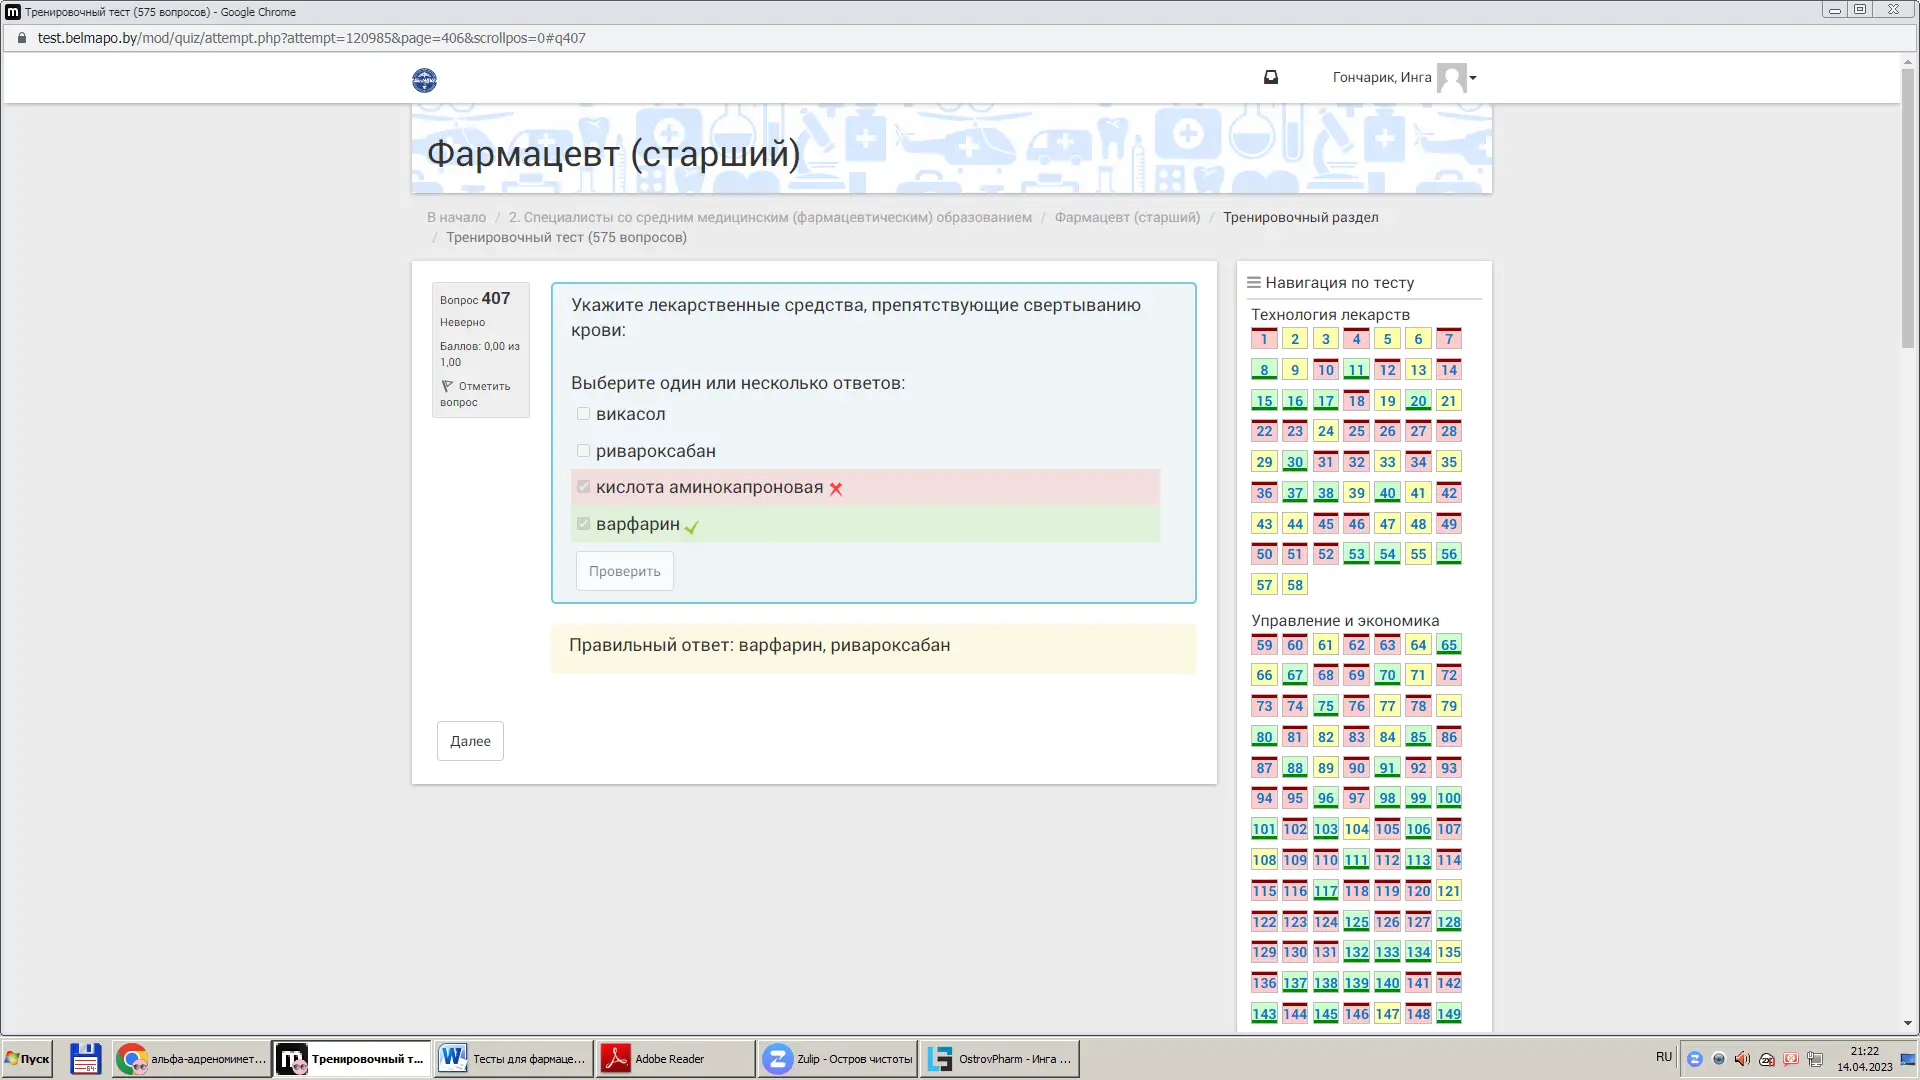 Тренировочный тест (575 вопросов) - Google Chrome
test.belmapo.by/mod/quiz/attempt.php?attempt=120985&page=406&scrollpos=0#q407
Гончарик, Инга
Фармацевт (старший)
В начало / 2. Специалисты со средним медицинским (фармацевтическим) образованием / Фармацевт (старший) / Тренировочный раздел
/ Тренировочный тест (575 вопросов)
Вопрос 407
Неверно
Баллов: 0,00 из
1,00
Отметить
вопрос
Укажите лекарственные средства, препятствующие свертыванию
крови:
Выберите один или несколько ответов:
викасол
ривароксабан
кислота аминокапроновая
варфарин
Проверить
Правильный ответ: варфарин, ривароксабан
Далее
Навигация по тесту
Технология лекарств
1 2 3 4 5 6 7
8 9 10 11 12 13 14
15 16 17 18 19 20 21
22 23 24 25 26 27 28
29 30 31 32 33 34 35
36 37 38 39 40 41 42
43 44 45 46 47 48 49
50 51 52 53 54 55 56
57 58
Управление и экономика
59 60 61 62 63 64 65
66 67 68 69 70 71 72
73 74 75 76 77 78 79
80 81 82 83 84 85 86
87 88 89 90 91 92 93
94 95 96 97 98 99 100
101 102 103 104 105 106 107
108 109 110 111 112 113 114
115 116 117 118 119 120 121
122 123 124 125 126 127 128
129 130 131 132 133 134 135
136 137 138 139 140 141 142
143 144 145 146 147 148 149
Пуск
альфа-адреномимет...
Тренировочный т...
Тесты для фармаце...
Adobe Reader
Zulip - Остров чистоты
OstrovPharm - Инга ...
RU
21:22
14.04.2023